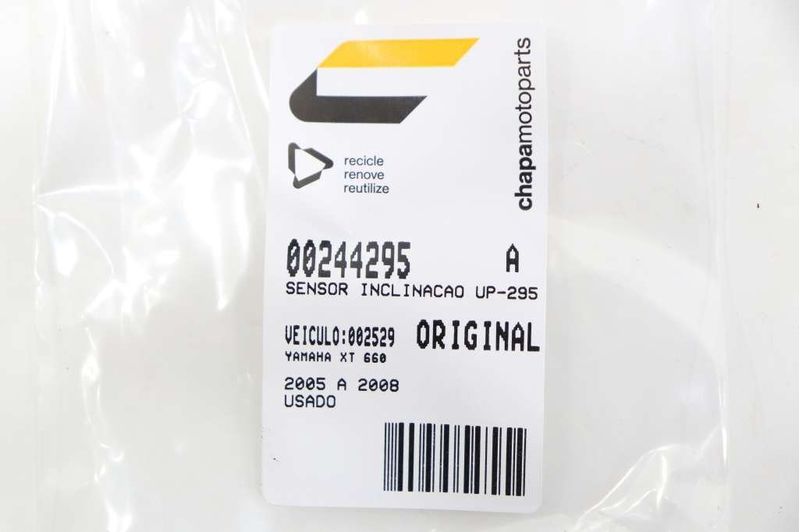 chapamotoparts
recicle
renove
reutilize
00244295 A
SENSOR INCLINACAO UP-295
VEICULO:002529 ORIGINAL
YAMAHA XT 660
2005 A 2008
USADO